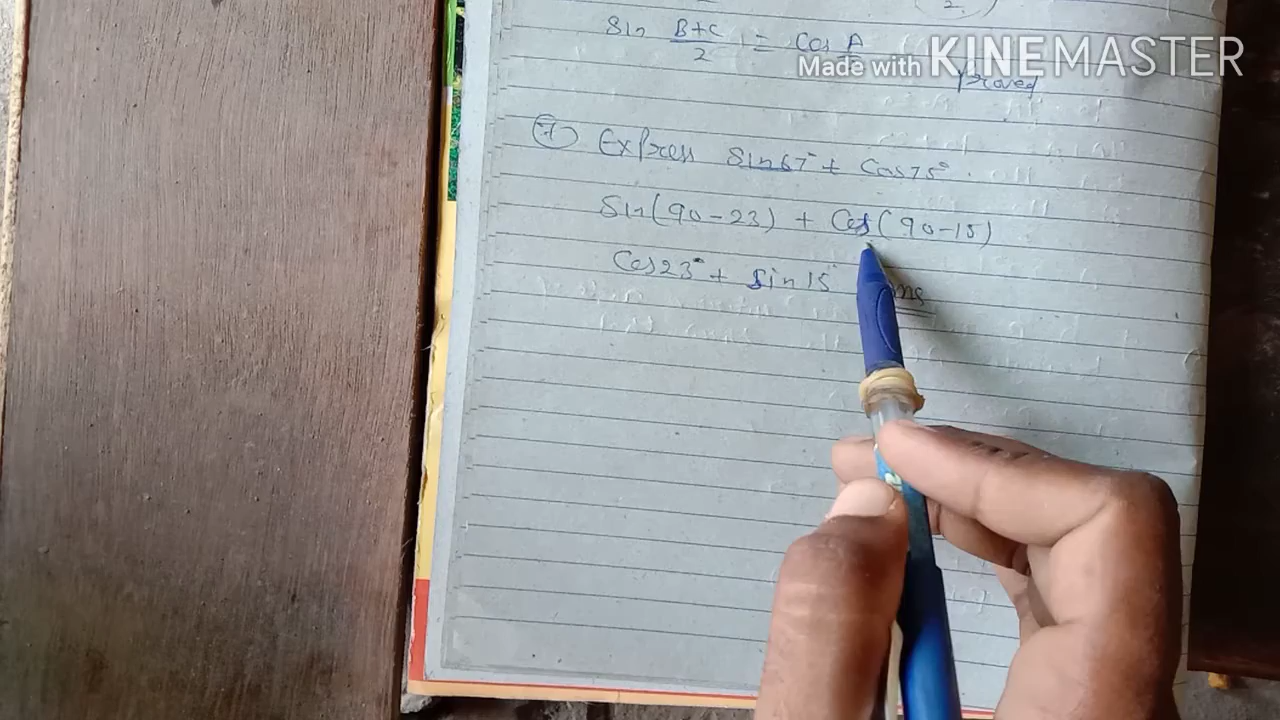 2
Sin B+C/2 = Cos A
Made with KINEMASTER
Proved
7 Express Sin67° + Cos75°.
Sin(90-23) + Cos(90-15)
Cos23° + Sin15° Ans